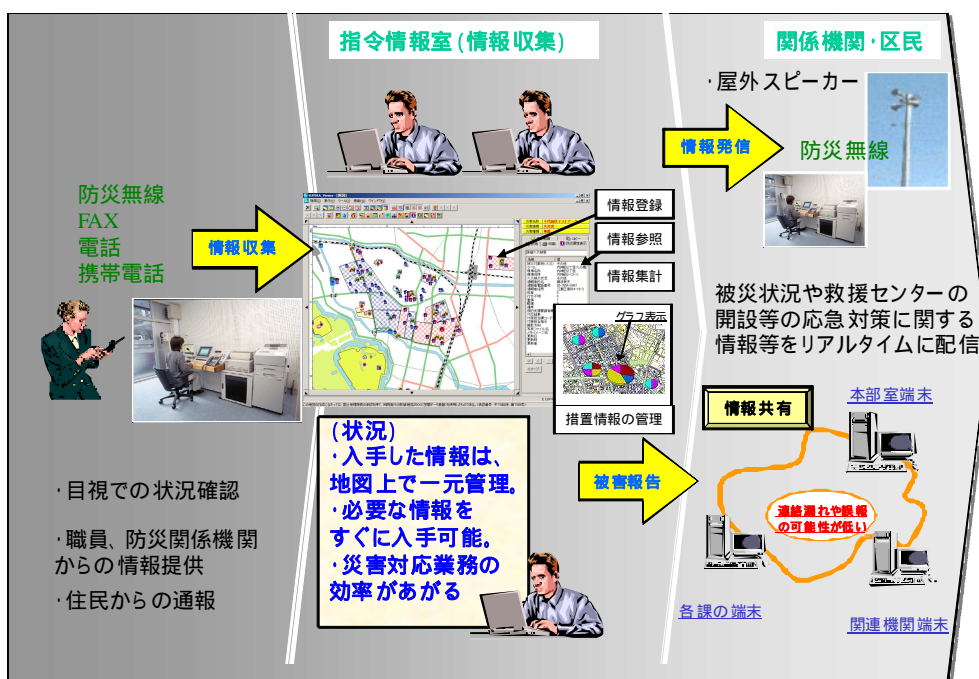 指令情報室(情報収集)
関係機関・区民
・屋外スピーカー
情報発信
防災無線
防災無線
FAX
電話
携帯電話
情報収集
情報登録
情報参照
情報集計
グラフ表示
措置情報の管理
被災状況や救援センターの
開設等の応急対策に関する
情報等をリアルタイムに配信
(状況)
・入手した情報は、
地図上で一元管理。
・必要な情報を
すぐに入手可能。
・災害対応業務の
効率があがる
被害報告
情報共有
本部室端末
連絡漏れや誤報
の可能性が低い
各課の端末
関連機関端末
・目視での状況確認
・職員、防災関係機関
からの情報提供
・住民からの通報